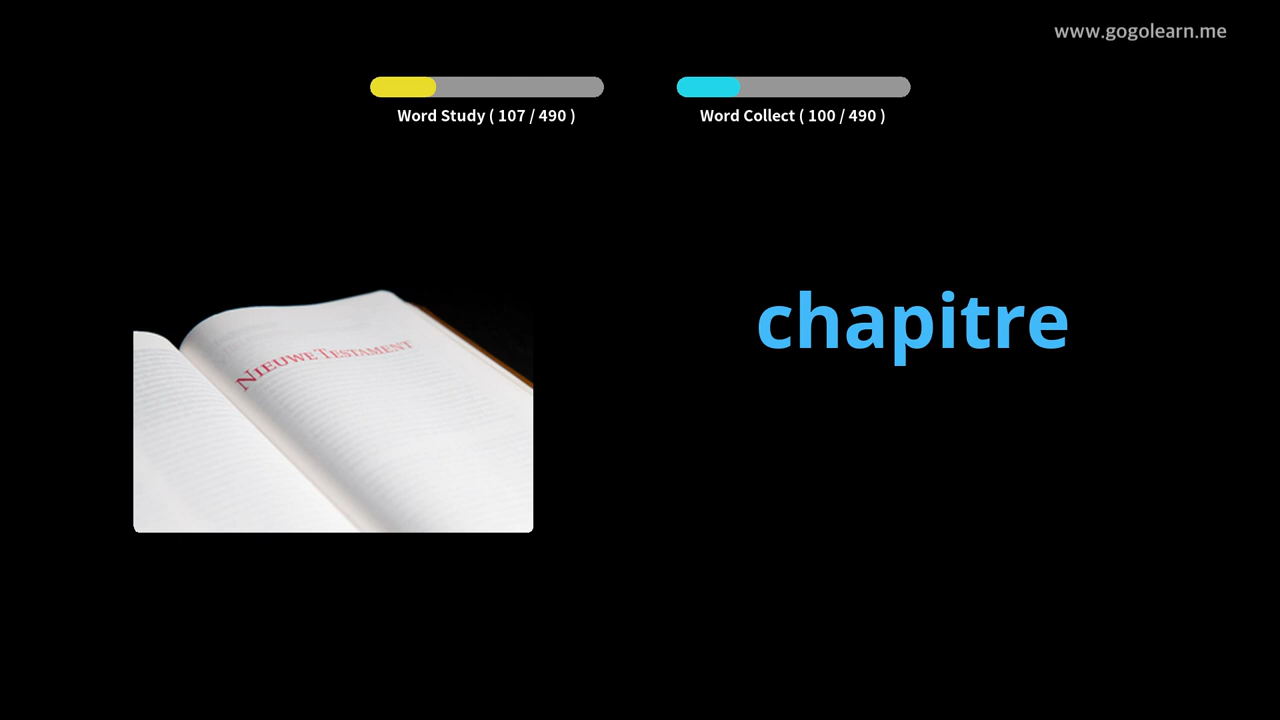 www.gogolearn.me
Word Study ( 107 / 490 )
Word Collect ( 100 / 490 )
chapitre
NIEUWE TESTAMENT